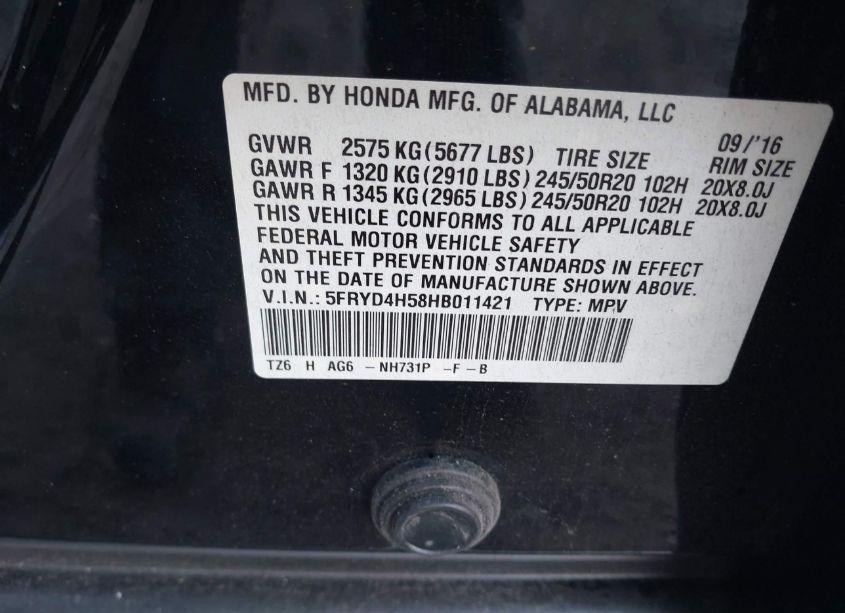 MFD. BY HONDA MFG. OF ALABAMA, LLC
09/'16
GVWR 2575 KG(5677 LBS) TIRE SIZE RIM SIZE
GAWR F 1320 KG(2910 LBS) 245/50R20 102H 20X8.0J
GAWR R 1345 KG(2965 LBS) 245/50R20 102H 20X8.0J
THIS VEHICLE CONFORMS TO ALL APPLICABLE
FEDERAL MOTOR VEHICLE SAFETY
AND THEFT PREVENTION STANDARDS IN EFFECT
ON THE DATE OF MANUFACTURE SHOWN ABOVE.
V.I.N.: 5FRYD4H58HB011421 TYPE: MPV
TZ6 H AG6 -NH731P -F-B